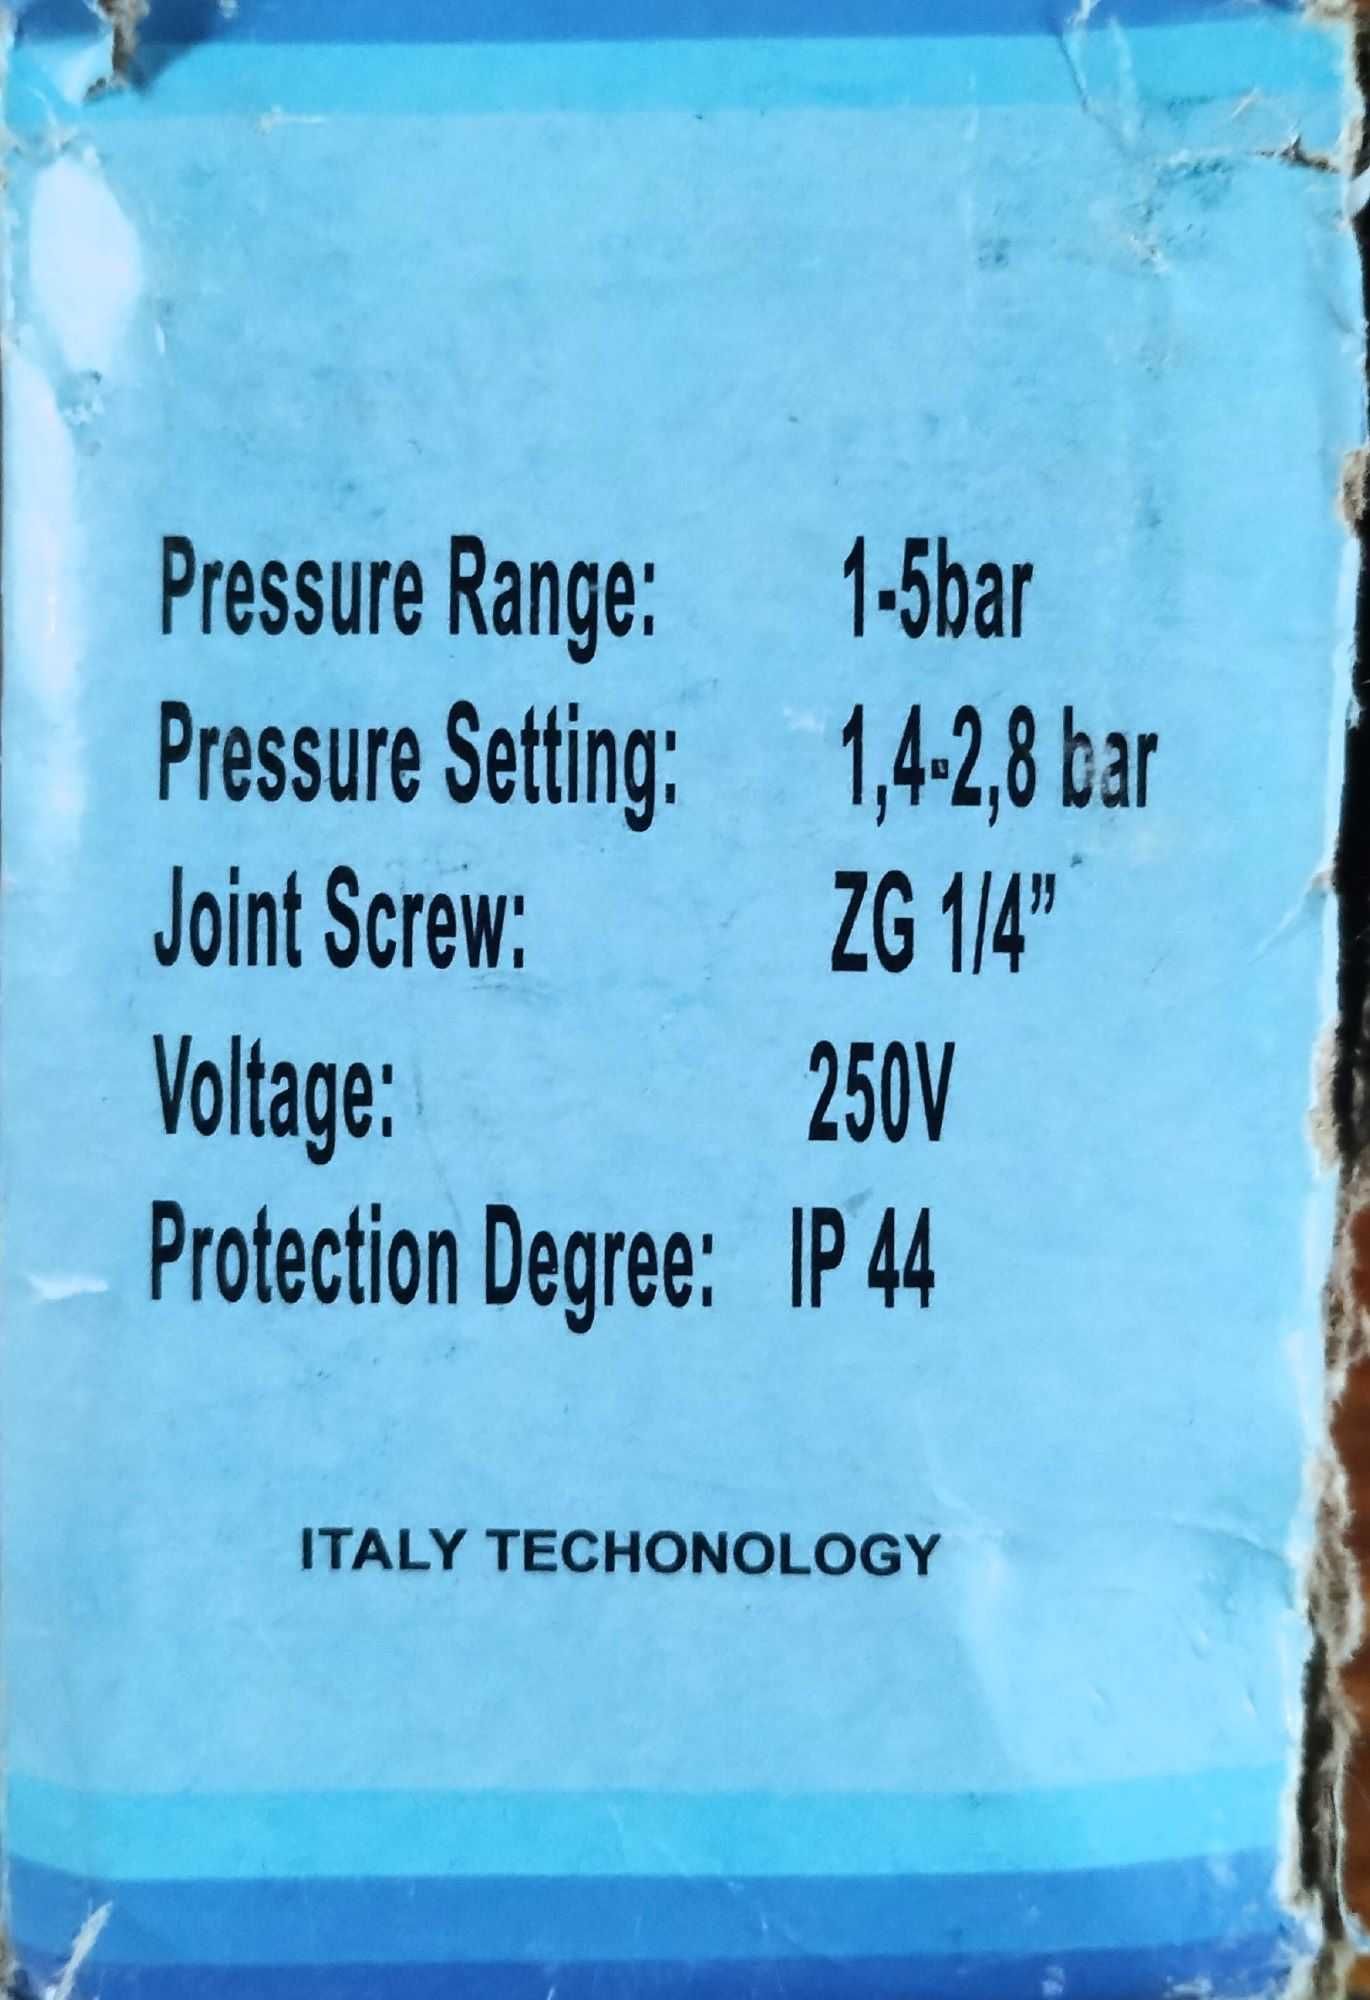 Pressure Range: 1-5bar
Pressure Setting: 1,4-2,8 bar
Joint Screw: ZG 1/4”
Voltage: 250V
Protection Degree: IP 44
ITALY TECHONOLOGY